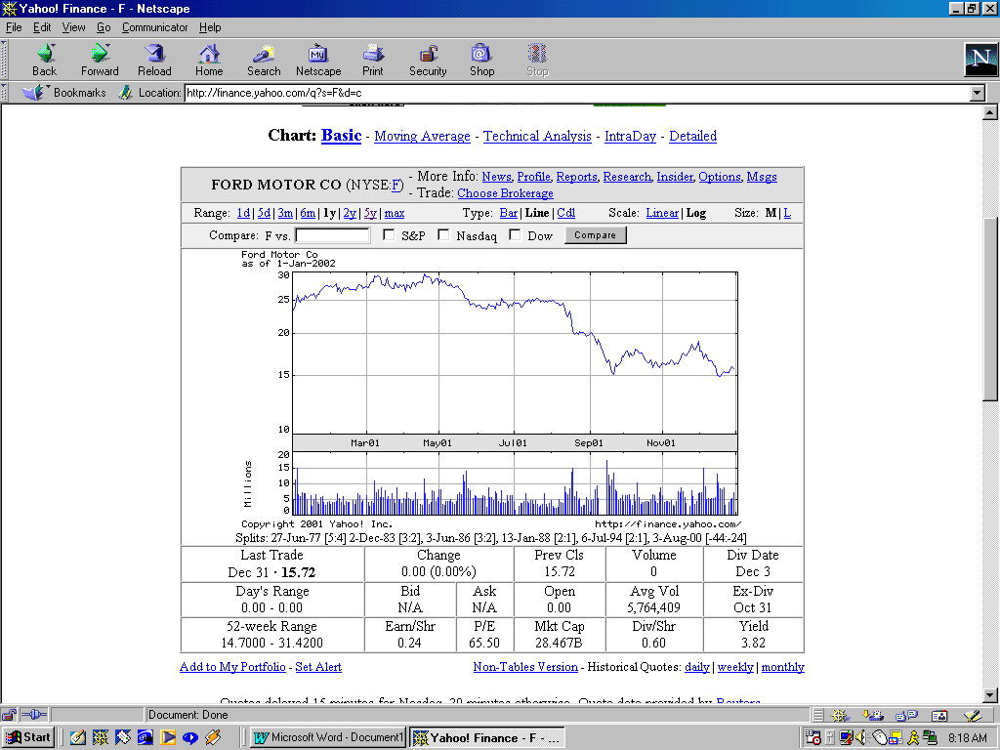 Yahoo! Finance - F - Netscape
File Edit View Go Communicator Help
Back Forward Reload Home Search Netscape Print Security Shop Stop
My
N
Bookmarks Location: http://finance.yahoo.com/q?s=F&d=c
Chart: Basic - Moving Average - Technical Analysis - IntraDay - Detailed
FORD MOTOR CO (NYSE:F) - More Info: News, Profile, Reports, Research, Insider, Options, Msgs
- Trade: Choose Brokerage
Range: 1d | 5d | 3m | 6m | 1y | 2y | 5y | max Type: Bar | Line | Cdl Scale: Linear | Log Size: M | L
Compare: F vs. S&P Nasdaq Dow Compare
Ford Motor Co
as of 1-Jan-2002
30
25
20
15
10
Mar01 May01 Jul01 Sep01 Nov01
20
15
10
5
0
Millions
Copyright 2001 Yahoo! Inc. http://finance.yahoo.com/
Splits: 27-Jun-77 [5:4] 2-Dec-83 [3:2], 3-Jun-86 [3:2], 13-Jan-88 [2:1], 6-Jul-94 [2:1], 3-Aug-00 [-44:-24]
Last Trade Change Prev Cls Volume Div Date
Dec 31 · 15.72 0.00 (0.00%) 15.72 0 Dec 3
Day's Range Bid Ask Open Avg Vol Ex-Div
0.00 - 0.00 N/A N/A 0.00 5,764,409 Oct 31
52-week Range Earn/Shr P/E Mkt Cap Div/Shr Yield
14.7000 - 31.4200 0.24 65.50 28.467B 0.60 3.82
Add to My Portfolio - Set Alert Non-Tables Version - Historical Quotes: daily | weekly | monthly
Quotes delayed 15 minutes for Nasdaq, 20 minutes otherwise. Quote data provided by Reuters
Document: Done
Start Microsoft Word - Document1 Yahoo! Finance - F - ... 8:18 AM